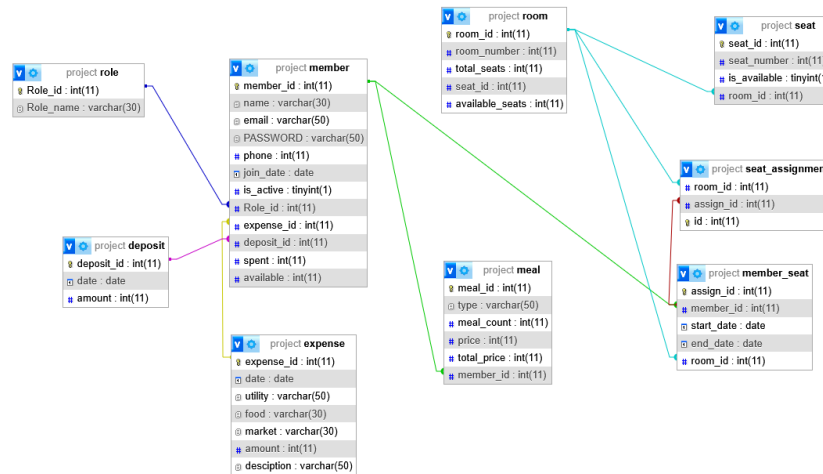 project role
Role_id : int(11)
Role_name : varchar(30)
project member
member_id : int(11)
name : varchar(30)
email : varchar(50)
PASSWORD : varchar(50)
phone : int(11)
join_date : date
is_active : tinyint(1)
Role_id : int(11)
expense_id : int(11)
deposit_id : int(11)
spent : int(11)
available : int(11)
project deposit
deposit_id : int(11)
date : date
amount : int(11)
project expense
expense_id : int(11)
date : date
utility : varchar(50)
food : varchar(30)
market : varchar(30)
amount : int(11)
desciption : varchar(50)
project room
room_id : int(11)
room_number : int(11)
total_seats : int(11)
seat_id : int(11)
available_seats : int(11)
project meal
meal_id : int(11)
type : varchar(50)
meal_count : int(11)
price : int(11)
total_price : int(11)
member_id : int(11)
project seat
seat_id : int(11)
seat_number : int(11
is_available : tinyint(
room_id : int(11)
project seat_assignmen
room_id : int(11)
assign_id : int(11)
id : int(11)
project member_seat
assign_id : int(11)
member_id : int(11)
start_date : date
end_date : date
room_id : int(11)